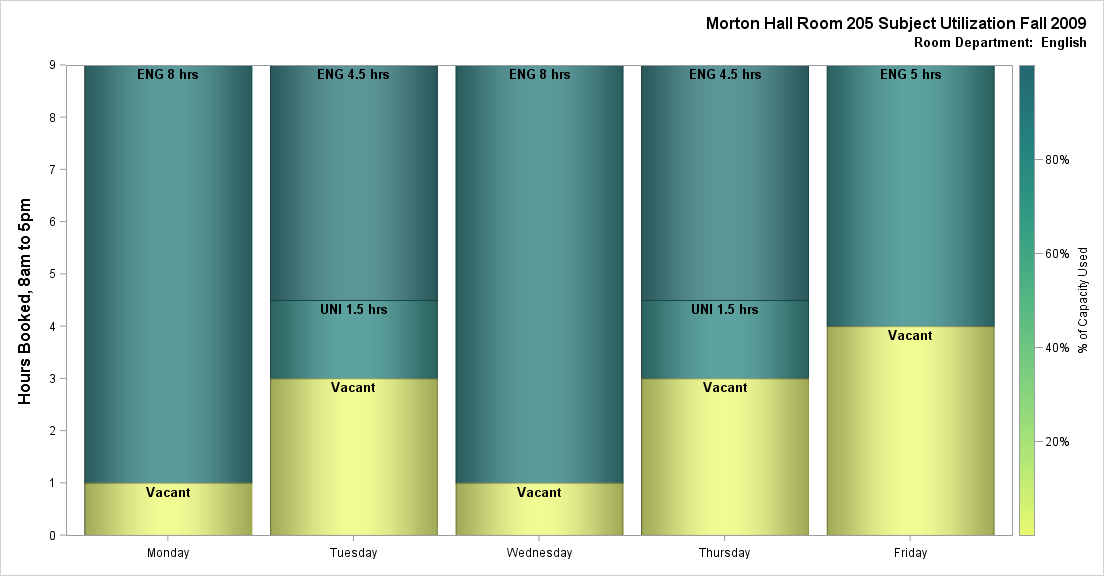 Morton Hall Room 205 Subject Utilization Fall 2009
Room Department: English
Hours Booked, 8am to 5pm
9
8
7
6
5
4
3
2
1
0
ENG 8 hrs
Vacant
ENG 4.5 hrs
UNI 1.5 hrs
Vacant
ENG 8 hrs
Vacant
ENG 4.5 hrs
UNI 1.5 hrs
Vacant
ENG 5 hrs
Vacant
Monday
Tuesday
Wednesday
Thursday
Friday
80%
60%
40%
20%
% of Capacity Used